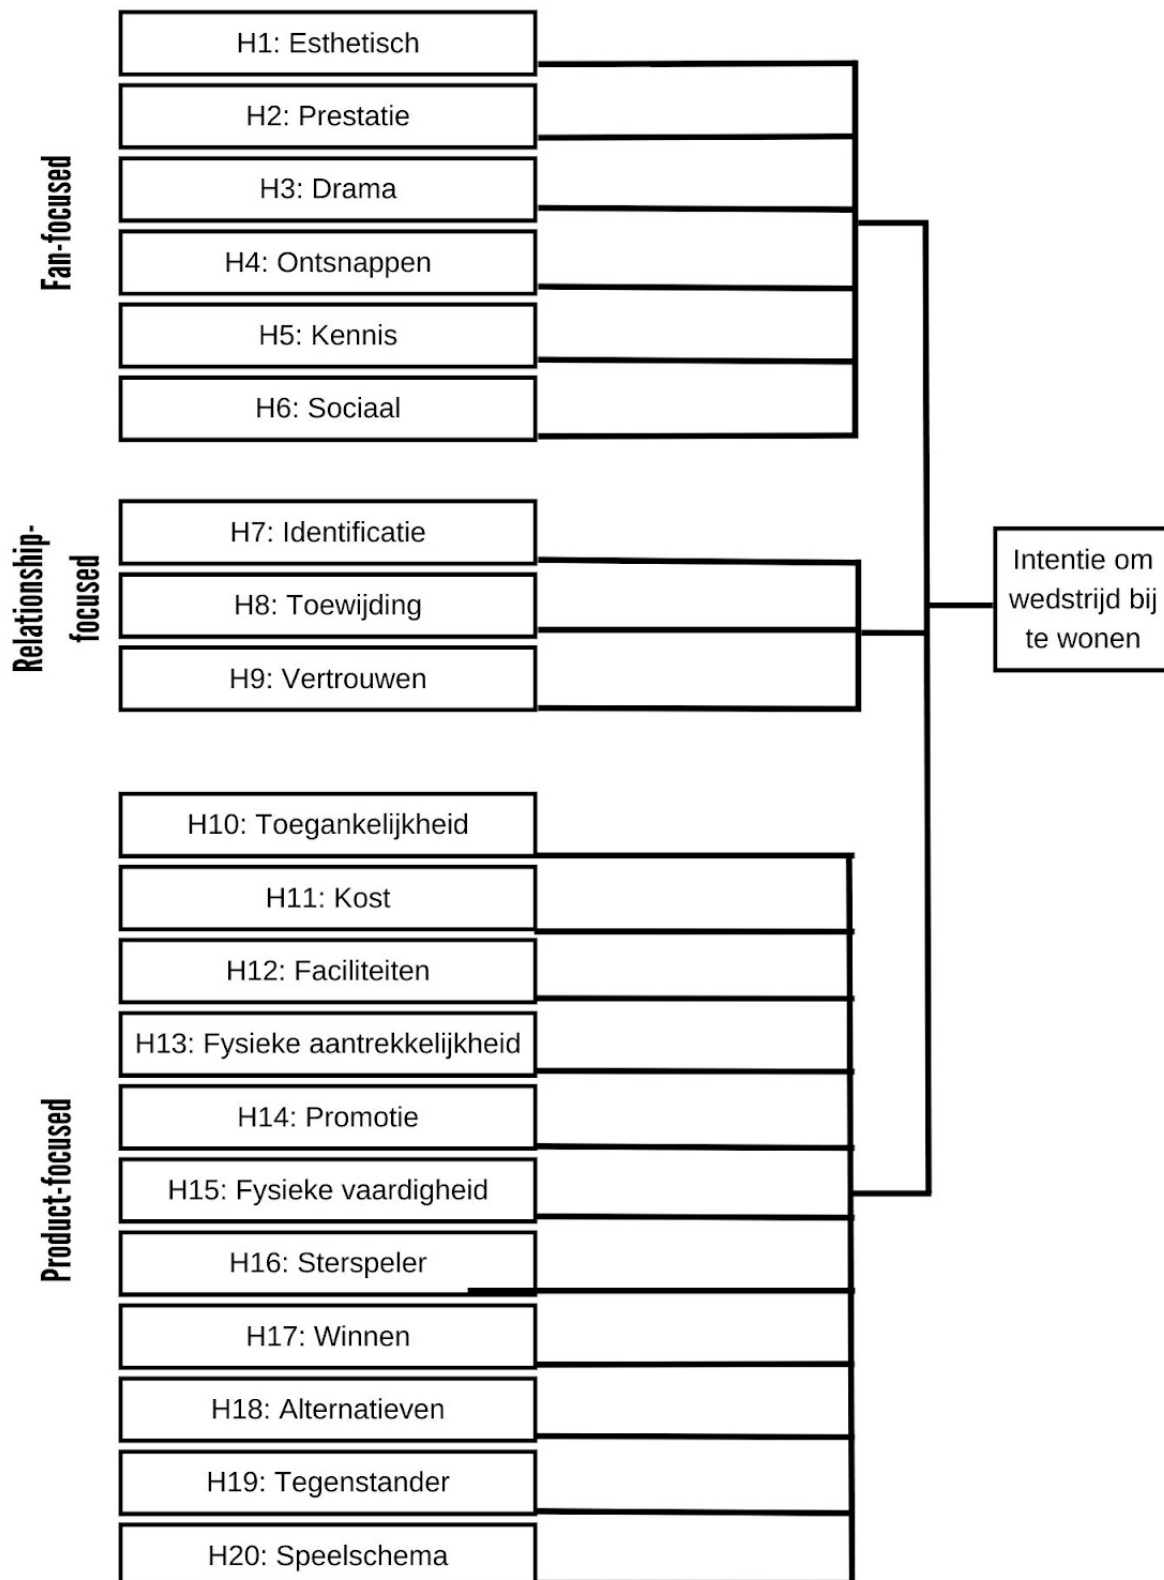 Fan-focused
H1: Esthetisch
H2: Prestatie
H3: Drama
H4: Ontsnappen
H5: Kennis
H6: Sociaal
Relationship-
focused
H7: Identificatie
H8: Toewijding
H9: Vertrouwen
Product-focused
H10: Toegankelijkheid
H11: Kost
H12: Faciliteiten
H13: Fysieke aantrekkelijkheid
H14: Promotie
H15: Fysieke vaardigheid
H16: Sterspeler
H17: Winnen
H18: Alternatieven
H19: Tegenstander
H20: Speelschema
Intentie om
wedstrijd bij
te wonen